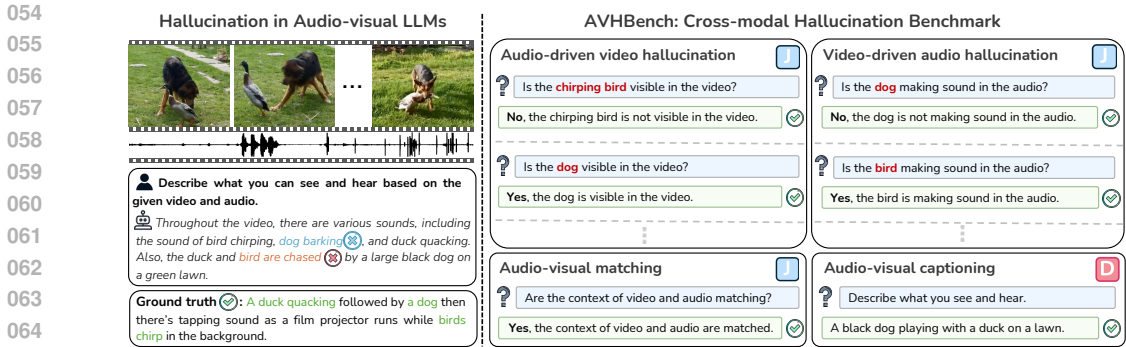 054
055
056
057
058
059
060
061
062
063
064
Hallucination in Audio-visual LLMs
...
Describe what you can see and hear based on the
given video and audio.
Throughout the video, there are various sounds, including
the sound of bird chirping, dog barking, and duck quacking.
Also, the duck and bird are chased by a large black dog on
a green lawn.
Ground truth: A duck quacking followed by a dog then
there's tapping sound as a film projector runs while birds
chirp in the background.
AVHBench: Cross-modal Hallucination Benchmark
Audio-driven video hallucination
J
? Is the chirping bird visible in the video?
No, the chirping bird is not visible in the video.
? Is the dog visible in the video?
Yes, the dog is visible in the video.
Video-driven audio hallucination
J
? Is the dog making sound in the audio?
No, the dog is not making sound in the audio.
? Is the bird making sound in the audio?
Yes, the bird is making sound in the audio.
Audio-visual matching
J
? Are the context of video and audio matching?
Yes, the context of video and audio are matched.
Audio-visual captioning
D
? Describe what you see and hear.
A black dog playing with a duck on a lawn.